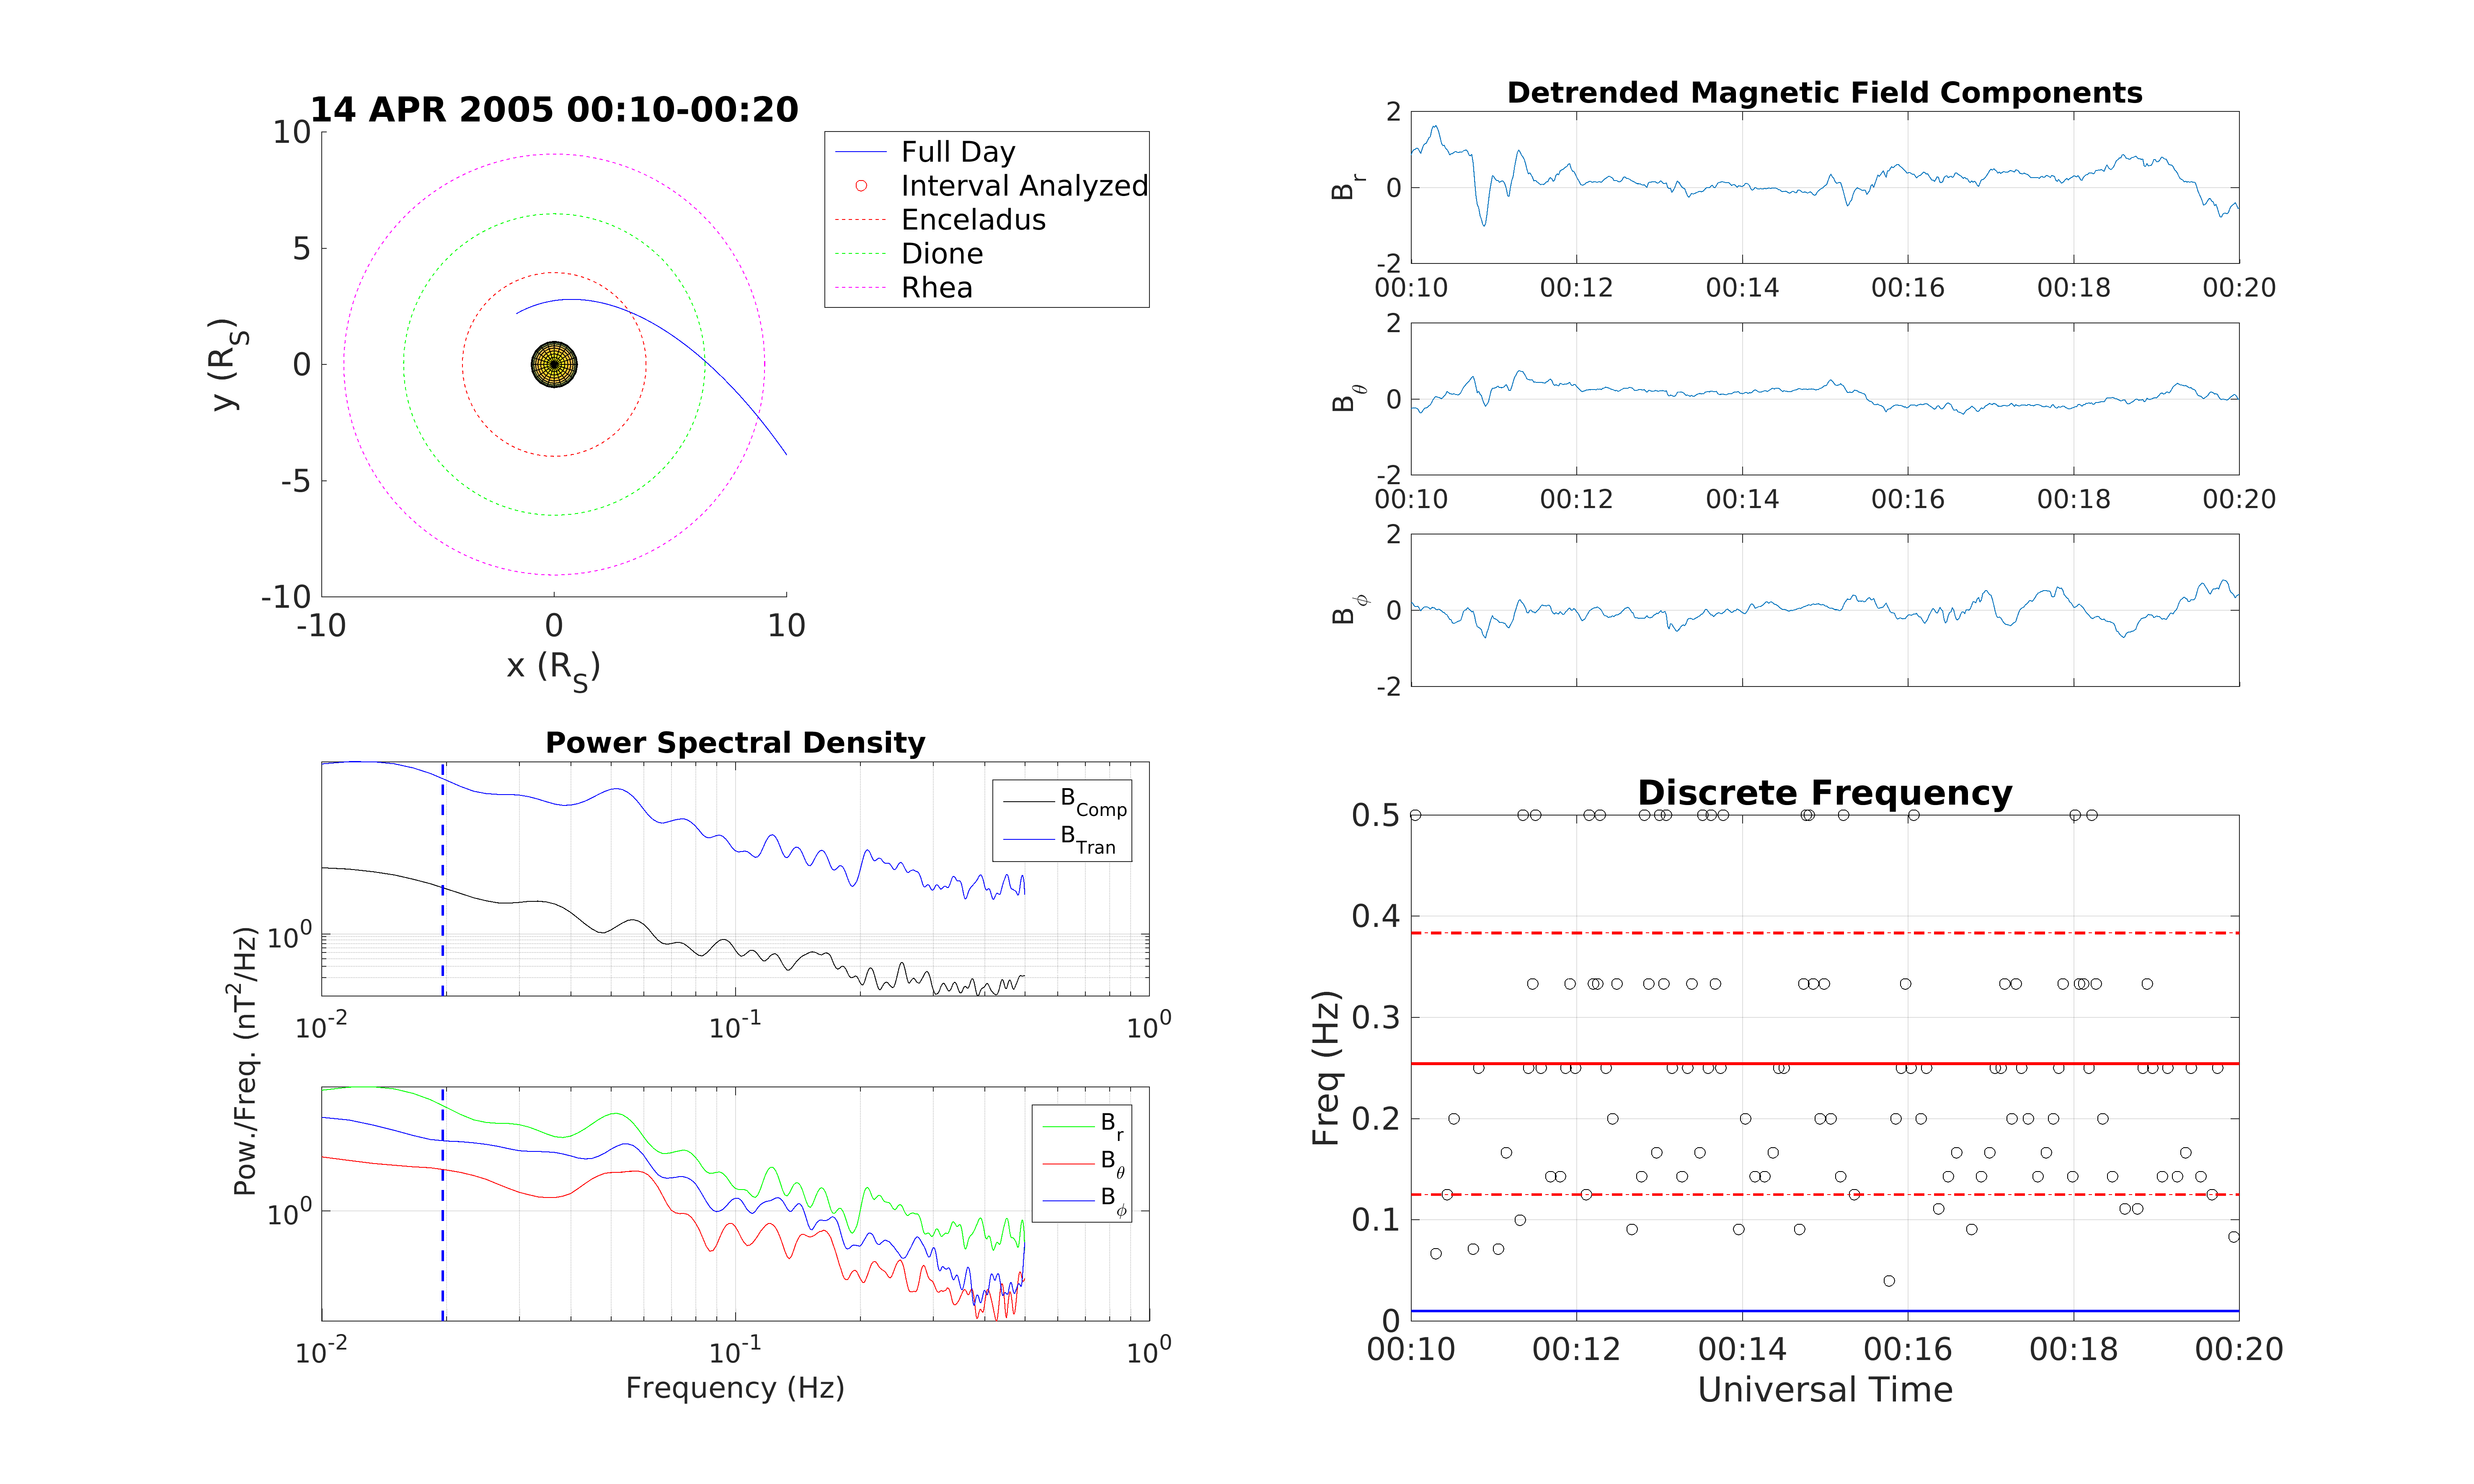 14 APR 2005 00:10-00:20
10
5
0
-5
-10
-10 0 10
y (R_S)
x (R_S)
Full Day
Interval Analyzed
Enceladus
Dione
Rhea
Detrended Magnetic Field Components
2
0
-2
B_r
00:10 00:12 00:14 00:16 00:18 00:20
2
0
-2
B_θ
00:10 00:12 00:14 00:16 00:18 00:20
2
0
-2
B_ϕ
Power Spectral Density
B_Comp
B_Tran
10^0
10^-2 10^-1 10^0
Pow./Freq. (nT^2/Hz)
B_r
B_θ
B_ϕ
10^0
10^-2 10^-1 10^0
Frequency (Hz)
Discrete Frequency
0.5
0.4
0.3
0.2
0.1
0
Freq (Hz)
00:10 00:12 00:14 00:16 00:18 00:20
Universal Time